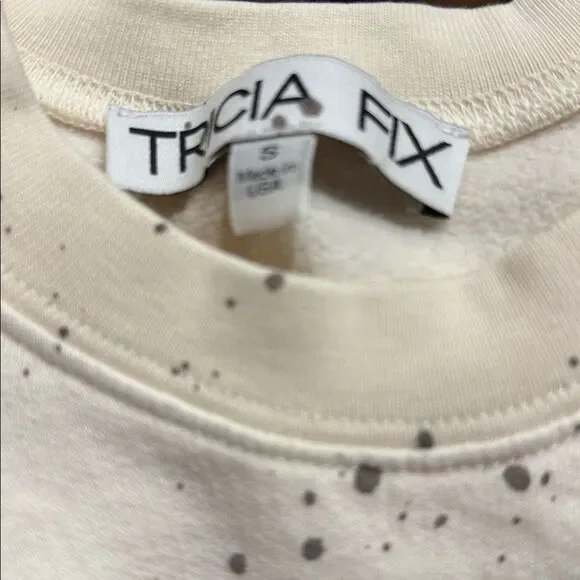 TRICIA FIX
S
Made in
USA